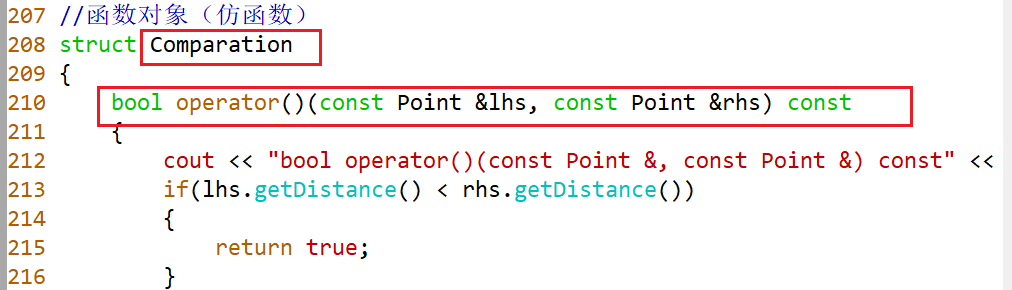 207 //函数对象（仿函数）
208 struct Comparation
209 {
210     bool operator()(const Point &lhs, const Point &rhs) const
211     {
212         cout << "bool operator()(const Point &, const Point &) const" <<
213         if(lhs.getDistance() < rhs.getDistance())
214         {
215             return true;
216         }